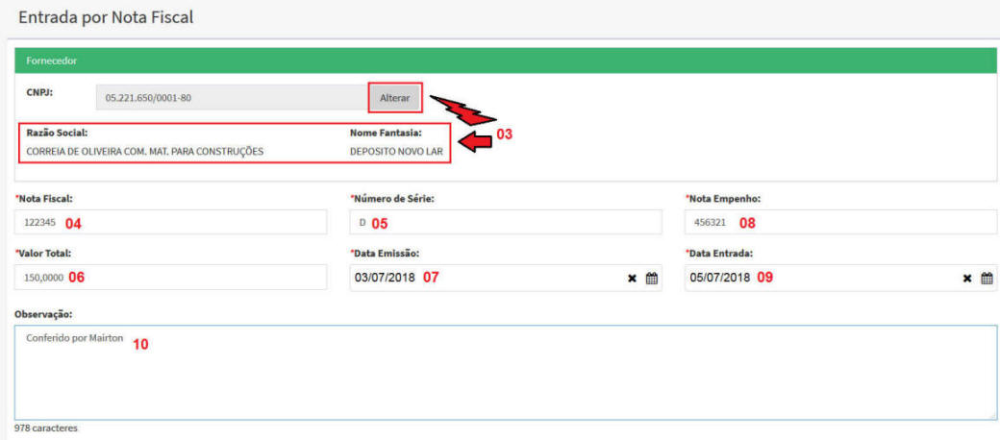 Entrada por Nota Fiscal
Fornecedor
CNPJ: 05.221.650/0001-80 Alterar
03
Razão Social: Nome Fantasia:
CORREIA DE OLIVEIRA COM. MAT. PARA CONSTRUÇÕES DEPOSITO NOVO LAR
*Nota Fiscal: *Número de Série: *Nota Empenho:
122345 04 D 05 456321 08
*Valor Total: *Data Emissão: *Data Entrada:
150,0000 06 03/07/2018 07 05/07/2018 09
Observação:
Conferido por Mairton 10
978 caracteres